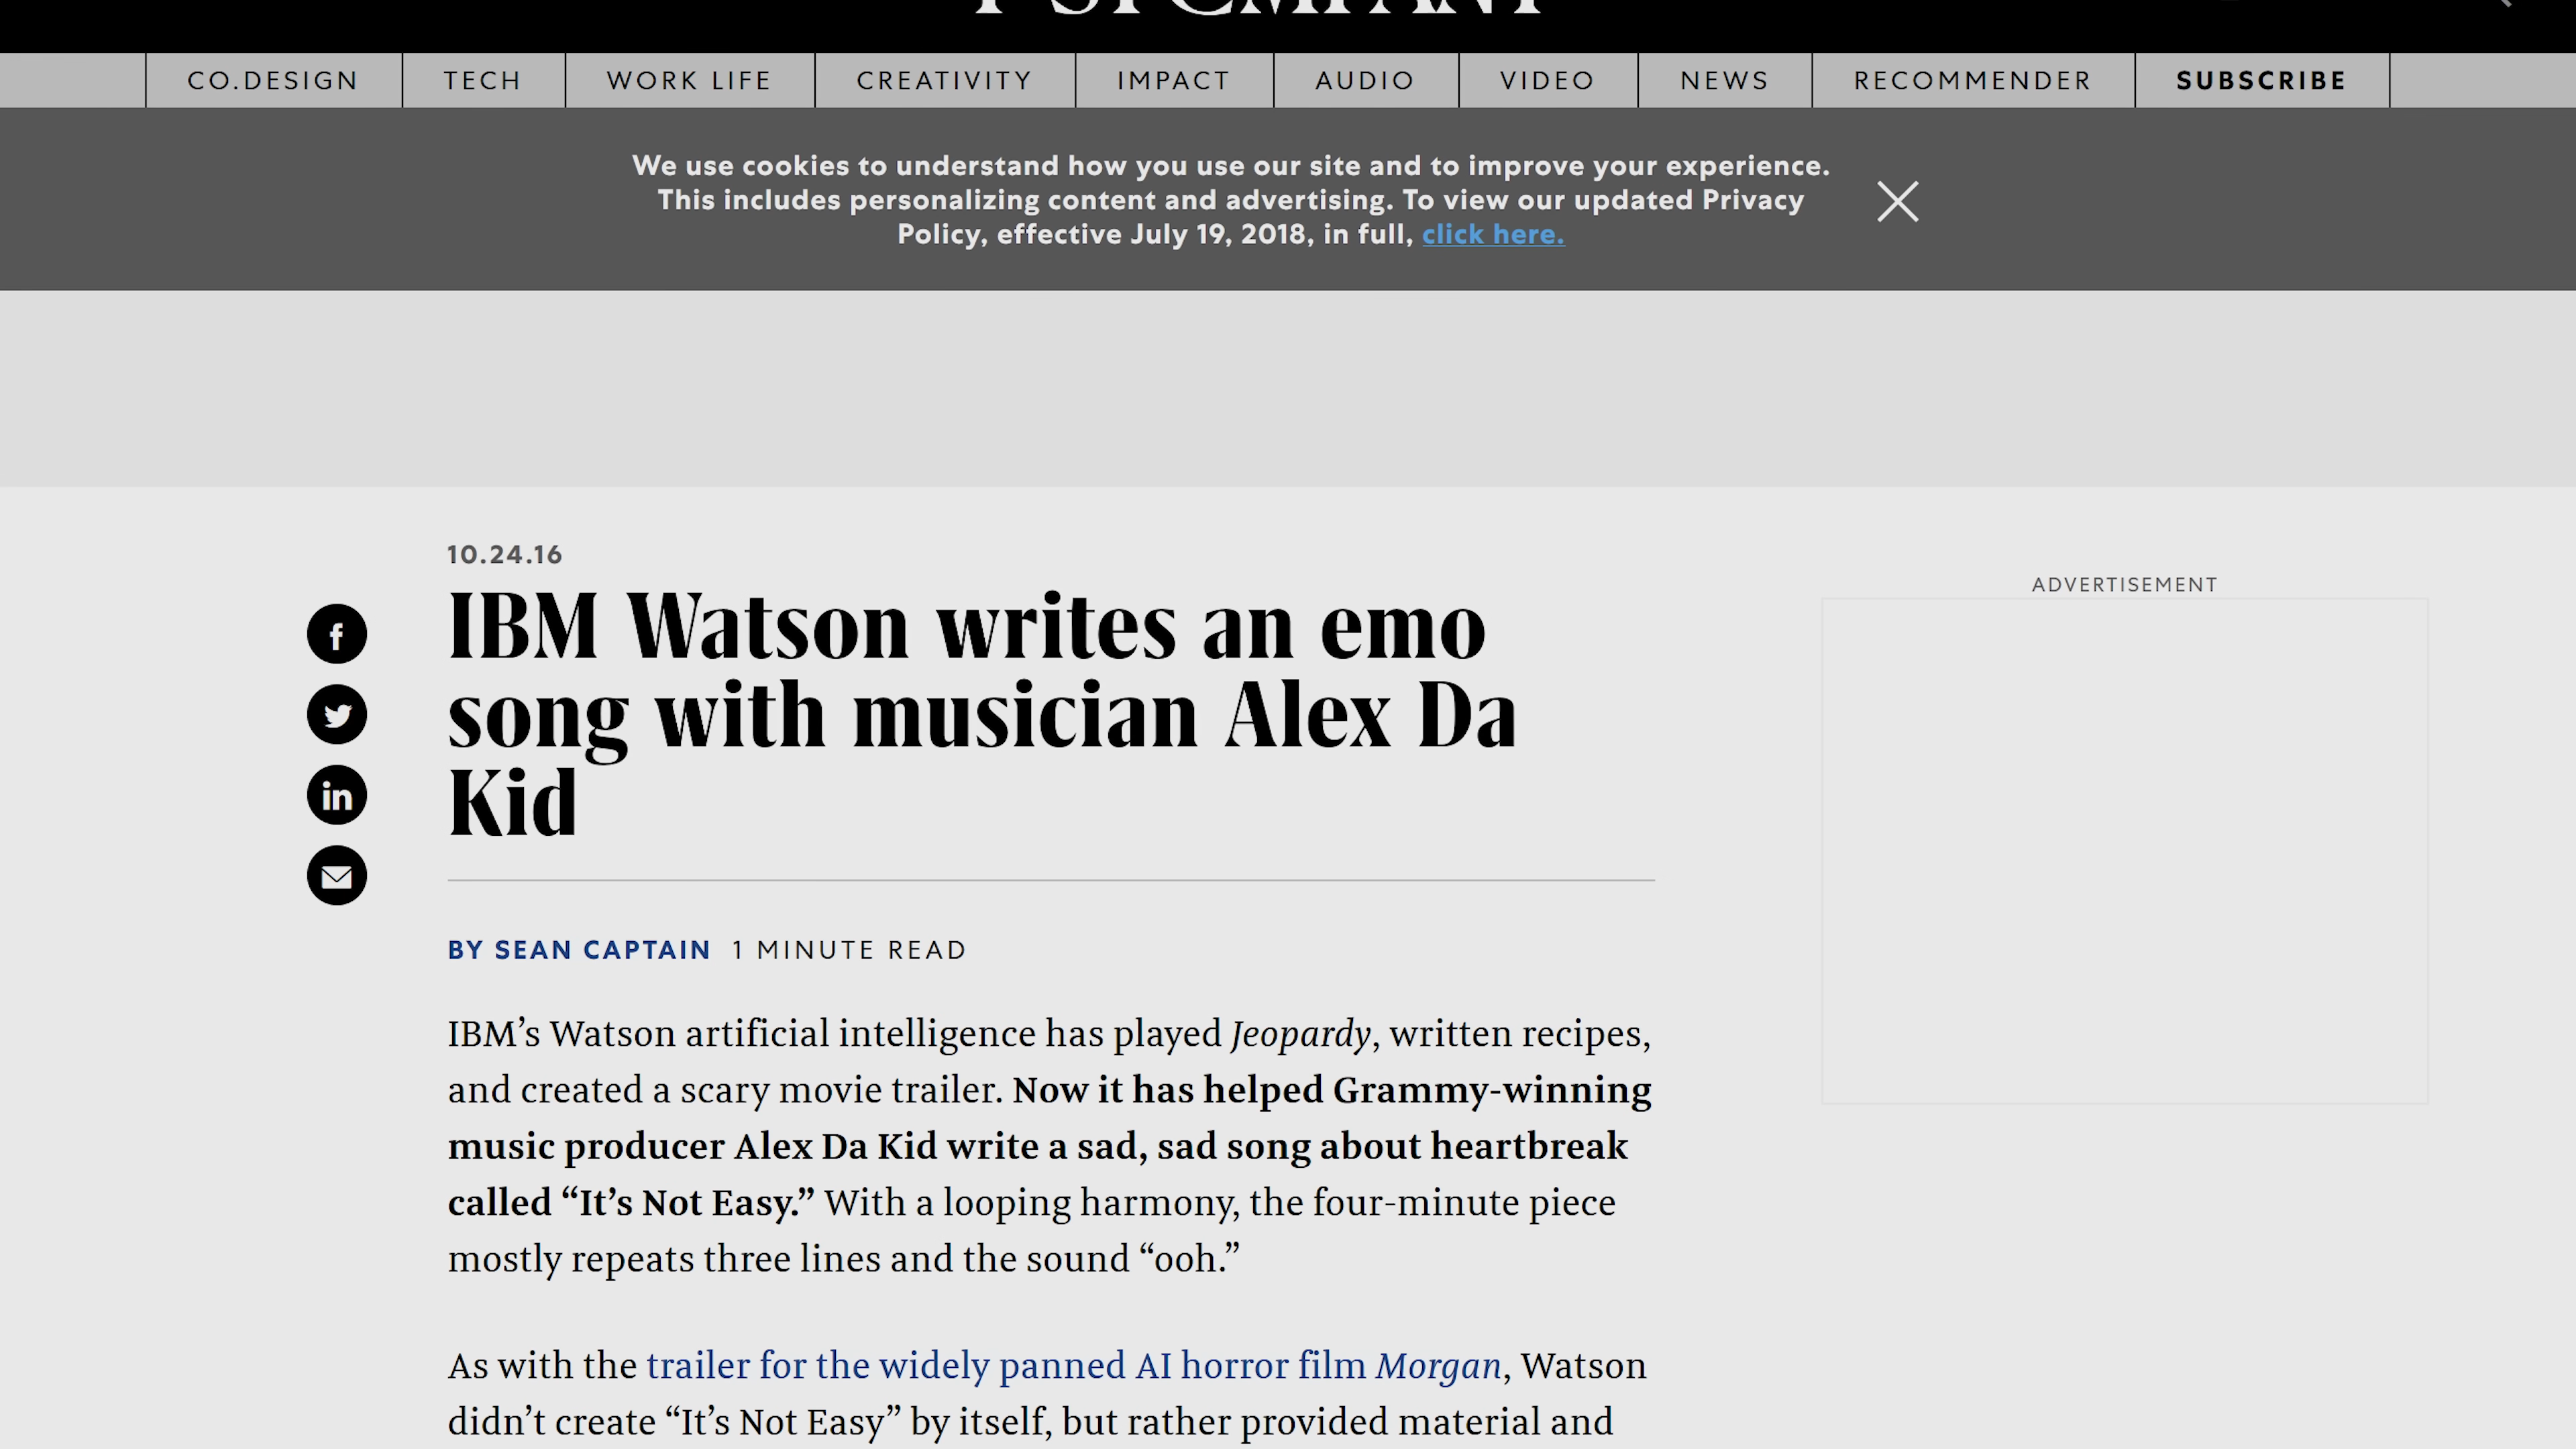 CO.DESIGN TECH WORK LIFE CREATIVITY IMPACT AUDIO VIDEO NEWS RECOMMENDER SUBSCRIBE
We use cookies to understand how you use our site and to improve your experience.
This includes personalizing content and advertising. To view our updated Privacy
Policy, effective July 19, 2018, in full, click here.
10.24.16
IBM Watson writes an emo
song with musician Alex Da
Kid
ADVERTISEMENT
BY SEAN CAPTAIN 1 MINUTE READ
IBM’s Watson artificial intelligence has played Jeopardy, written recipes,
and created a scary movie trailer. Now it has helped Grammy-winning
music producer Alex Da Kid write a sad, sad song about heartbreak
called “It’s Not Easy.” With a looping harmony, the four-minute piece
mostly repeats three lines and the sound “ooh.”
As with the trailer for the widely panned AI horror film Morgan, Watson
didn’t create “It’s Not Easy” by itself, but rather provided material and